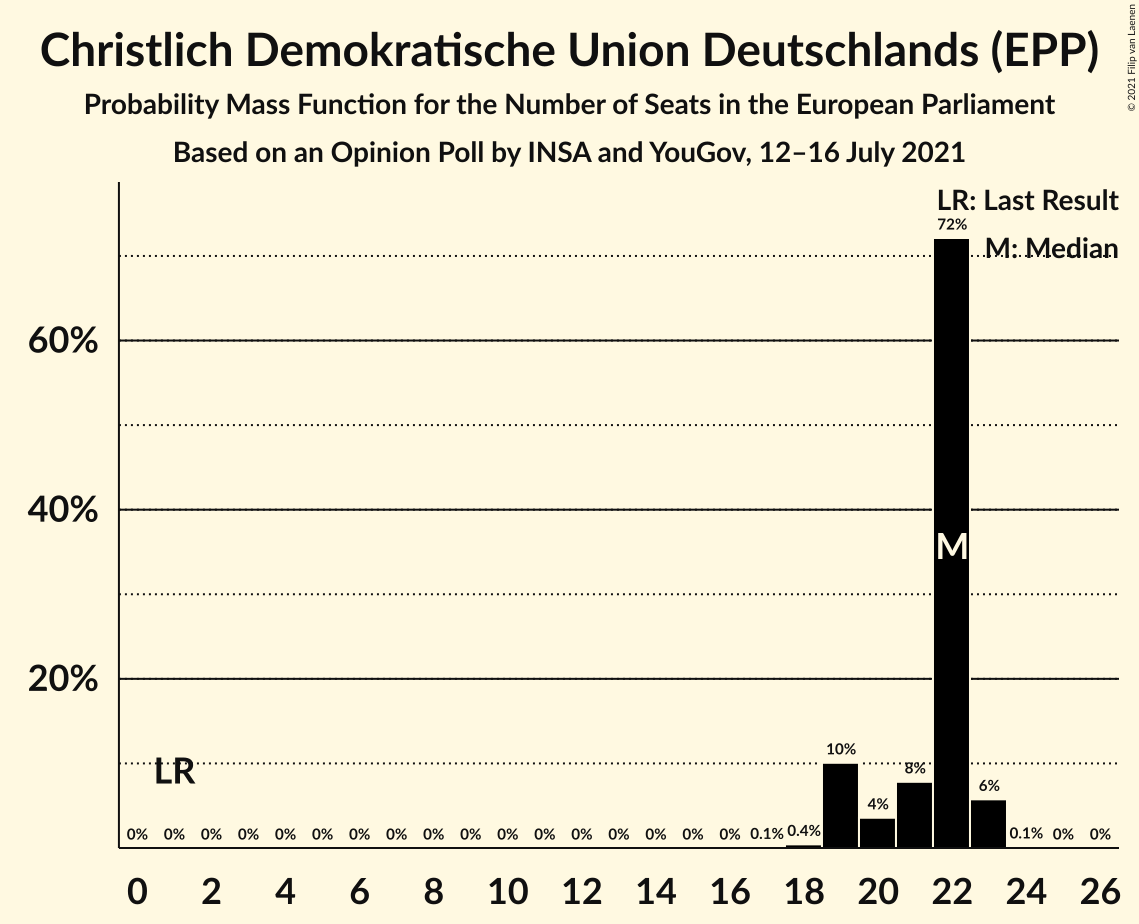 Christlich Demokratische Union Deutschlands (EPP)
Probability Mass Function for the Number of Seats in the European Parliament
Based on an Opinion Poll by INSA and YouGov, 12–16 July 2021
© 2021 Filip van Laenen
LR: Last Result
M: Median
72%
60%
40%
M
20%
LR
0% 0% 0% 0% 0% 0% 0% 0% 0% 0% 0% 0% 0% 0% 0% 0% 0% 0.1% 0.4% 10% 4% 8% 6% 0.1% 0% 0%
0 2 4 6 8 10 12 14 16 18 20 22 24 26